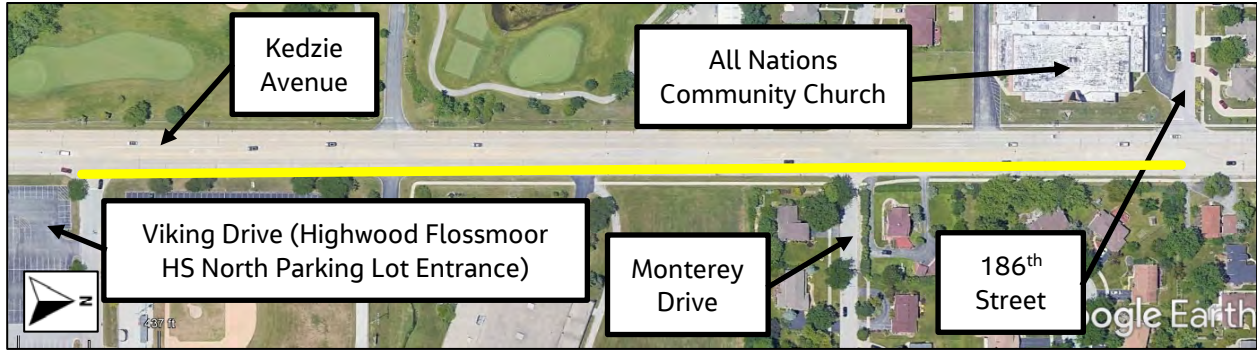 Kedzie
Avenue
All Nations
Community Church
Viking Drive (Highwood Flossmoor
HS North Parking Lot Entrance)
Monterey
Drive
186th
Street
N
437 ft
ogle Earth